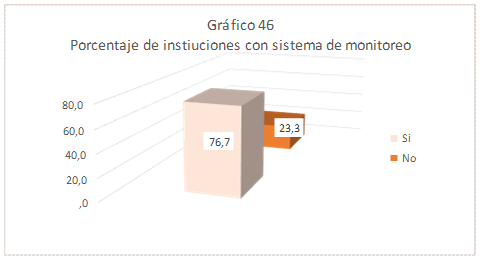 Gráfico 46
Porcentaje de instiuciones con sistema de monitoreo
80,0
60,0
40,0
20,0
,0
76,7
23,3
Si
No